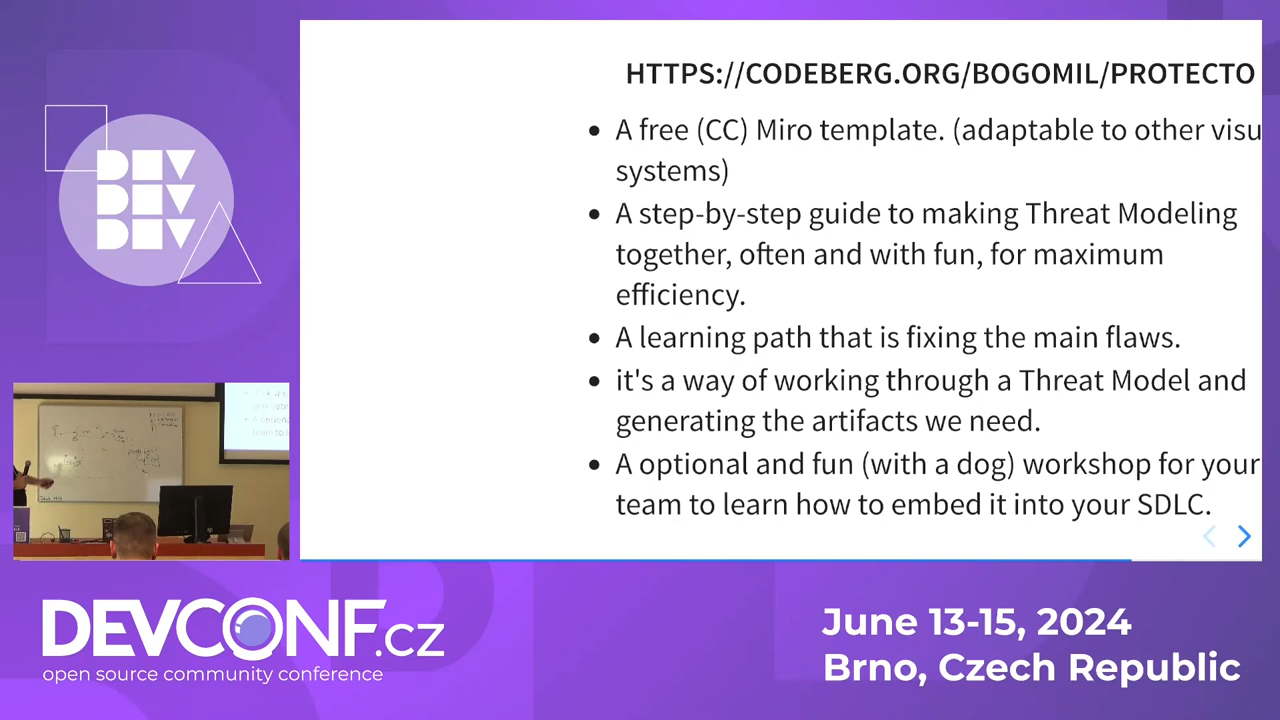 HTTPS://CODEBERG.ORG/BOGOMIL/PROTECTO
A free (CC) Miro template. (adaptable to other visu
systems)
A step-by-step guide to making Threat Modeling
together, often and with fun, for maximum
efficiency.
A learning path that is fixing the main flaws.
it's a way of working through a Threat Model and
generating the artifacts we need.
A optional and fun (with a dog) workshop for your
team to learn how to embed it into your SDLC.
DEV
DEV
DEV
DEVCONF.CZ
open source community conference
June 13-15, 2024
Brno, Czech Republic